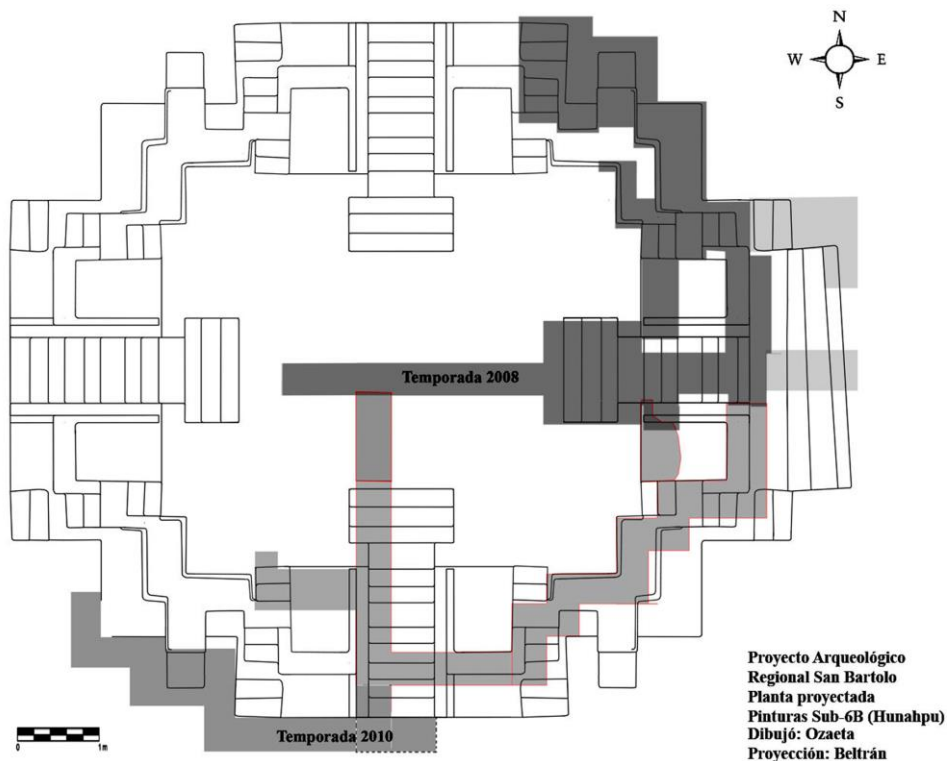 N
W E
S
Temporada 2008
Temporada 2010
0 1m
Proyecto Arqueológico
Regional San Bartolo
Planta proyectada
Pinturas Sub-6B (Hunahpu)
Dibujó: Ozaeta
Proyección: Beltrán